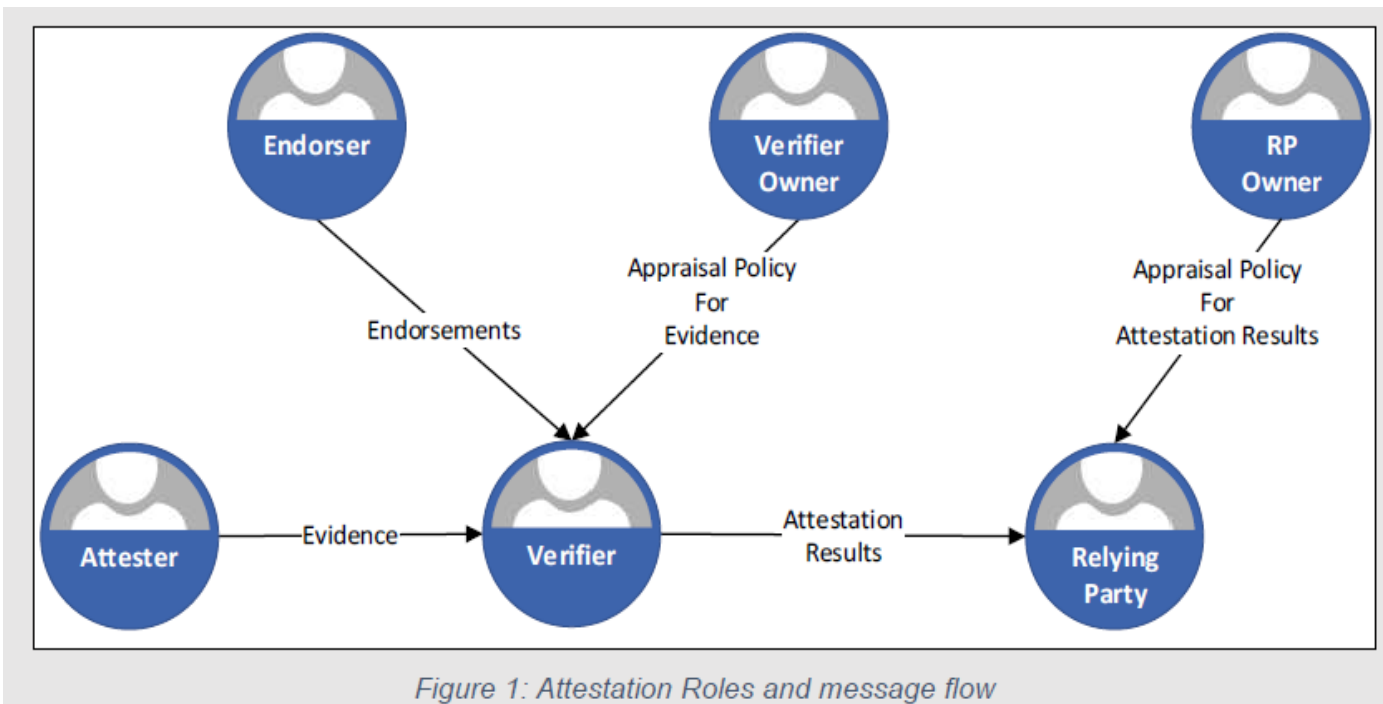 Endorser
Verifier
Owner
RP
Owner
Appraisal Policy
For
Evidence
Appraisal Policy
For
Attestation Results
Endorsements
Attester
Evidence
Verifier
Attestation
Results
Relying
Party
Figure 1: Attestation Roles and message flow